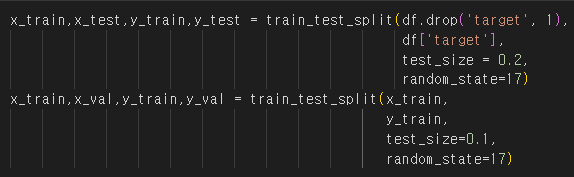 x_train,x_test,y_train,y_test = train_test_split(df.drop('target', 1),
df['target'],
test_size = 0.2,
random_state=17)
x_train,x_val,y_train,y_val = train_test_split(x_train,
y_train,
test_size=0.1,
random_state=17)